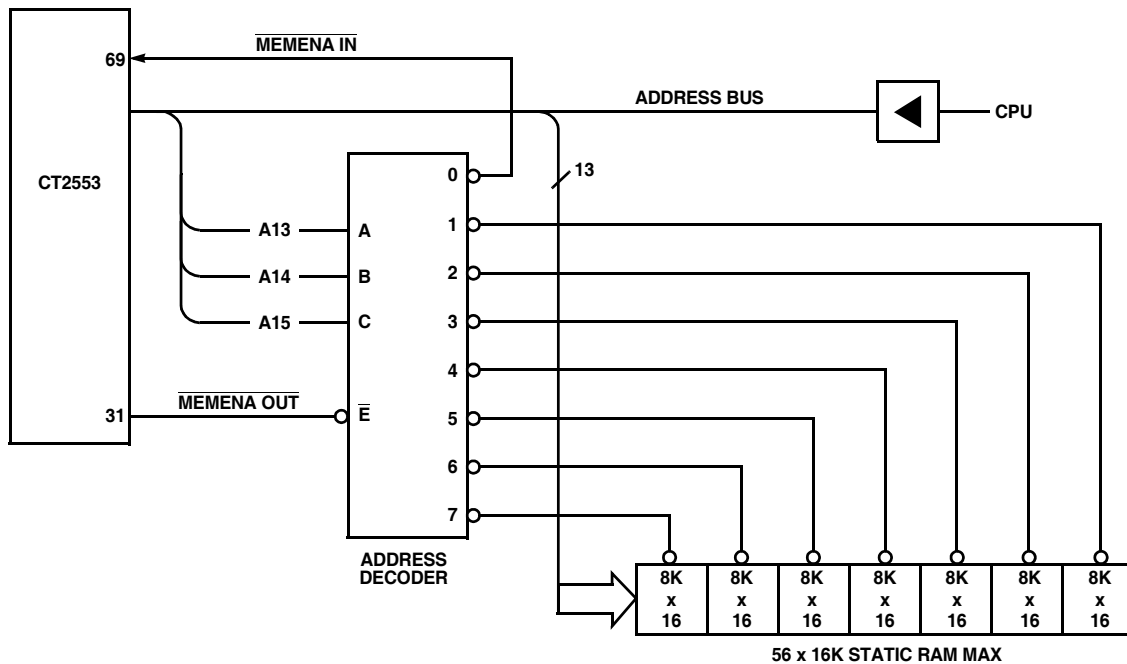 69
MEMENA IN
ADDRESS BUS
CPU
CT2553
0
13
1
A13
A
2
A14
B
3
A15
C
4
31
MEMENA OUT
E
5
6
7
ADDRESS
DECODER
8K
x
16
8K
x
16
8K
x
16
8K
x
16
8K
x
16
8K
x
16
8K
x
16
56 x 16K STATIC RAM MAX